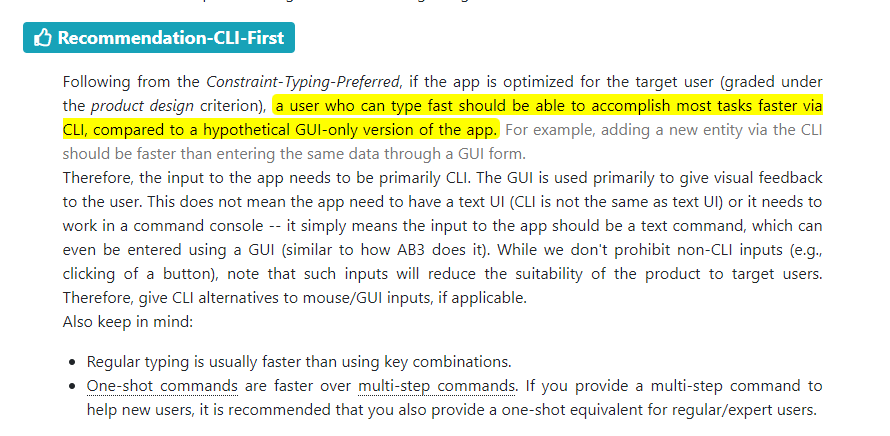 Recommendation-CLI-First
Following from the Constraint-Typing-Preferred, if the app is optimized for the target user (graded under
the product design criterion), a user who can type fast should be able to accomplish most tasks faster via
CLI, compared to a hypothetical GUI-only version of the app. For example, adding a new entity via the CLI
should be faster than entering the same data through a GUI form.
Therefore, the input to the app needs to be primarily CLI. The GUI is used primarily to give visual feedback
to the user. This does not mean the app need to have a text UI (CLI is not the same as text UI) or it needs to
work in a command console -- it simply means the input to the app should be a text command, which can
even be entered using a GUI (similar to how AB3 does it). While we don't prohibit non-CLI inputs (e.g.,
clicking of a button), note that such inputs will reduce the suitability of the product to target users.
Therefore, give CLI alternatives to mouse/GUI inputs, if applicable.
Also keep in mind:
• Regular typing is usually faster than using key combinations.
• One-shot commands are faster over multi-step commands. If you provide a multi-step command to
help new users, it is recommended that you also provide a one-shot equivalent for regular/expert users.